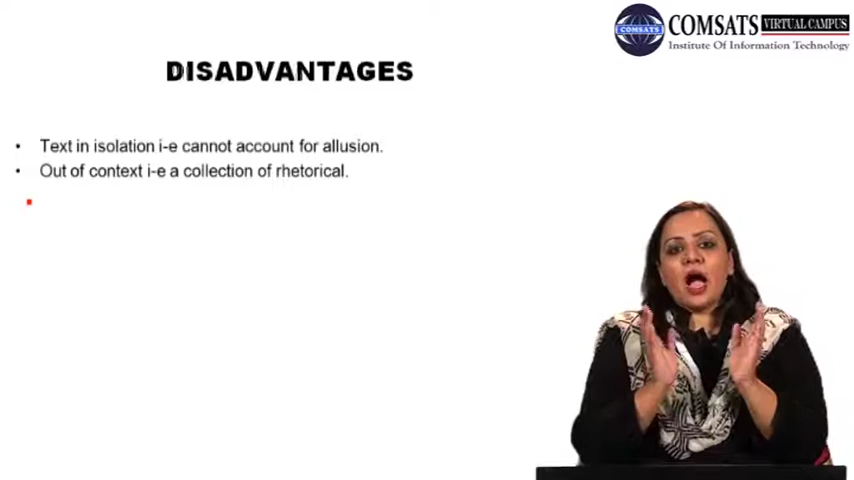 COMSATS VIRTUAL CAMPUS
Institute Of Information Technology
COMSATS
DISADVANTAGES
• Text in isolation i-e cannot account for allusion.
• Out of context i-e a collection of rhetorical.